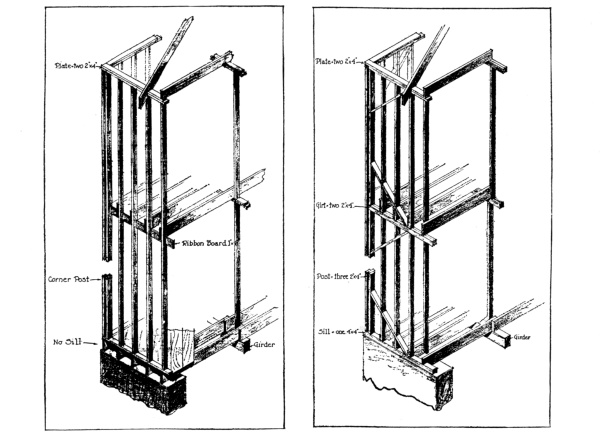 Plate-two 2"x4"
Ribbon Board 1"
Corner Post
No Sill
Girder
Plate-two 2"x4"
Girt-two 2"x4"
Post-three 2"x4"
Sill-one 4"x4"
Girder